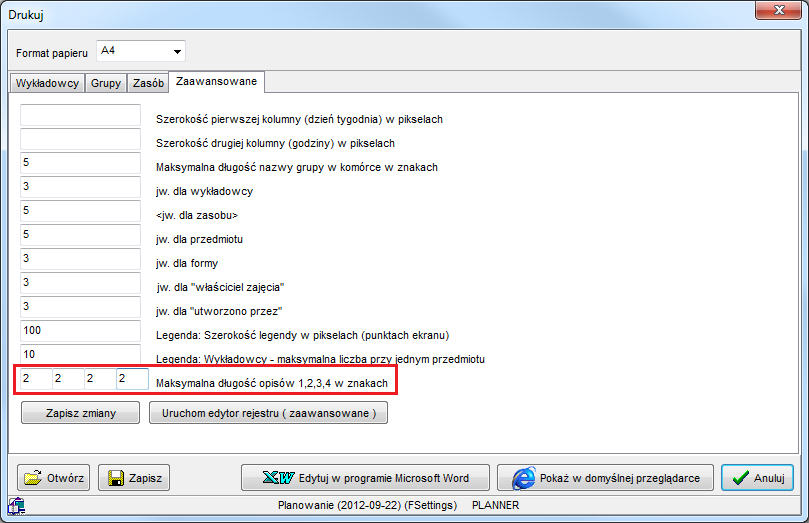 Drukuj
Format papieru A4
Wykładowcy Grupy Zasób Zaawansowane
Szerokość pierwszej kolumny (dzień tygodnia) w pikselach
Szerokość drugiej kolumny (godziny) w pikselach
5 Maksymalna długość nazwy grupy w komórce w znakach
3 jw. dla wykładowcy
5 <jw. dla zasobu>
5 jw. dla przedmiotu
3 jw. dla formy
3 jw. dla "właściciel zajęcia"
3 jw. dla "utworzono przez"
100 Legenda: Szerokość legendy w pikselach (punktach ekranu)
10 Legenda: Wykładowcy - maksymalna liczba przy jednym przedmiotu
2 2 2 2 Maksymalna długość opisów 1,2,3,4 w znakach
Zapisz zmiany Uruchom edytor rejestru ( zaawansowane )
Otwórz Zapisz Edytuj w programie Microsoft Word Pokaż w domyślnej przeglądarce Anuluj
Planowanie (2012-09-22) (FSettings) PLANNER